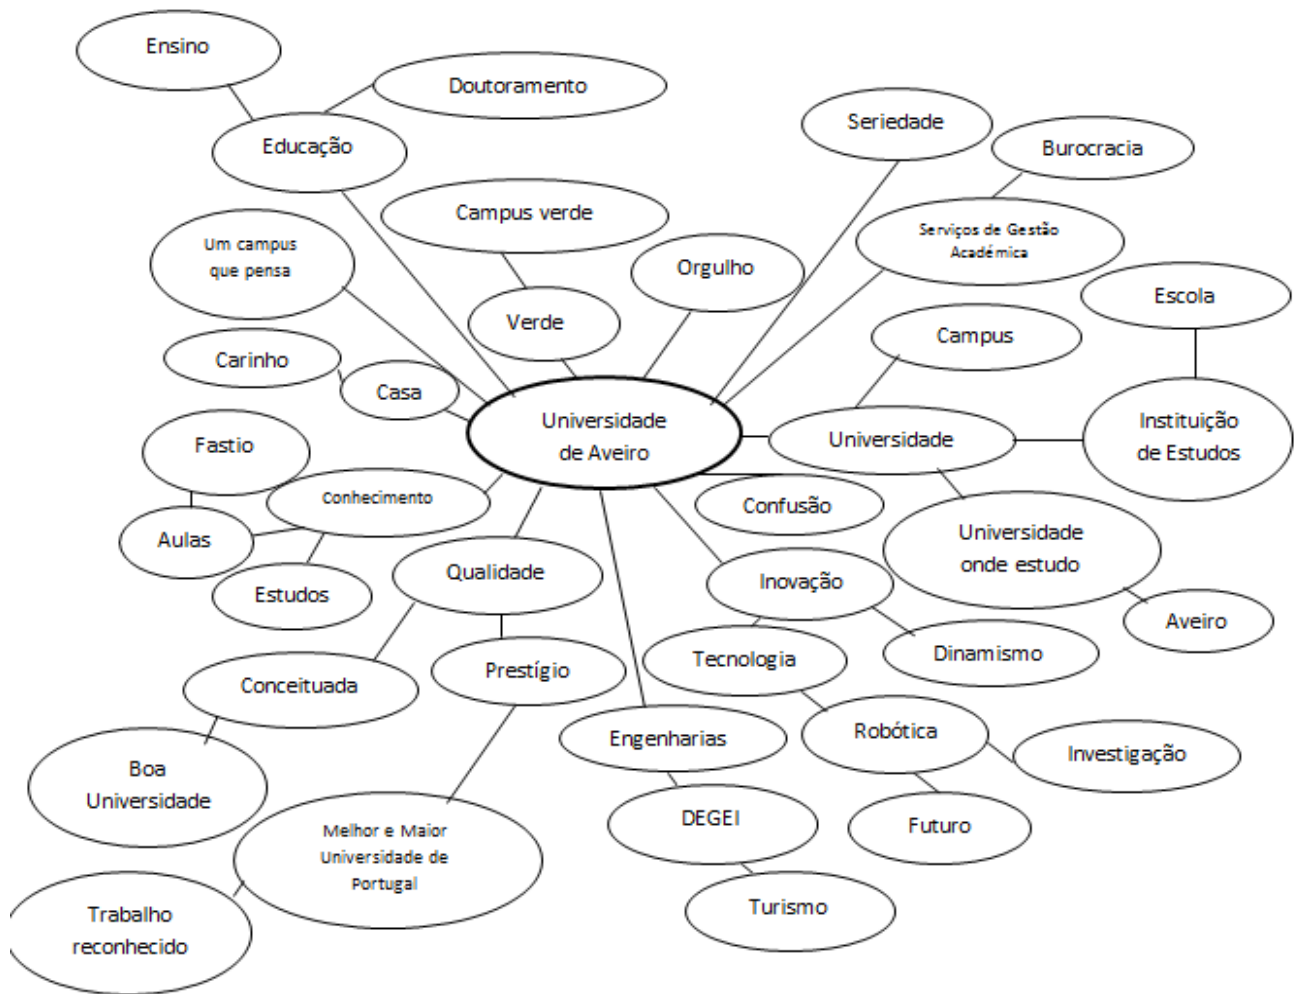 Ensino
Doutoramento
Seriedade
Educação
Burocracia
Campus verde
Serviços de Gestão
Académica
Um campus
que pensa
Orgulho
Escola
Verde
Campus
Carinho
Casa
Universidade
de Aveiro
Universidade
Instituição
de Estudos
Fastio
Conhecimento
Confusão
Aulas
Universidade
onde estudo
Qualidade
Inovação
Estudos
Aveiro
Tecnologia
Dinamismo
Prestígio
Conceituada
Engenharias
Robótica
Investigação
Boa
Universidade
DEGEI
Futuro
Melhor e Maior
Universidade de
Portugal
Turismo
Trabalho
reconhecido